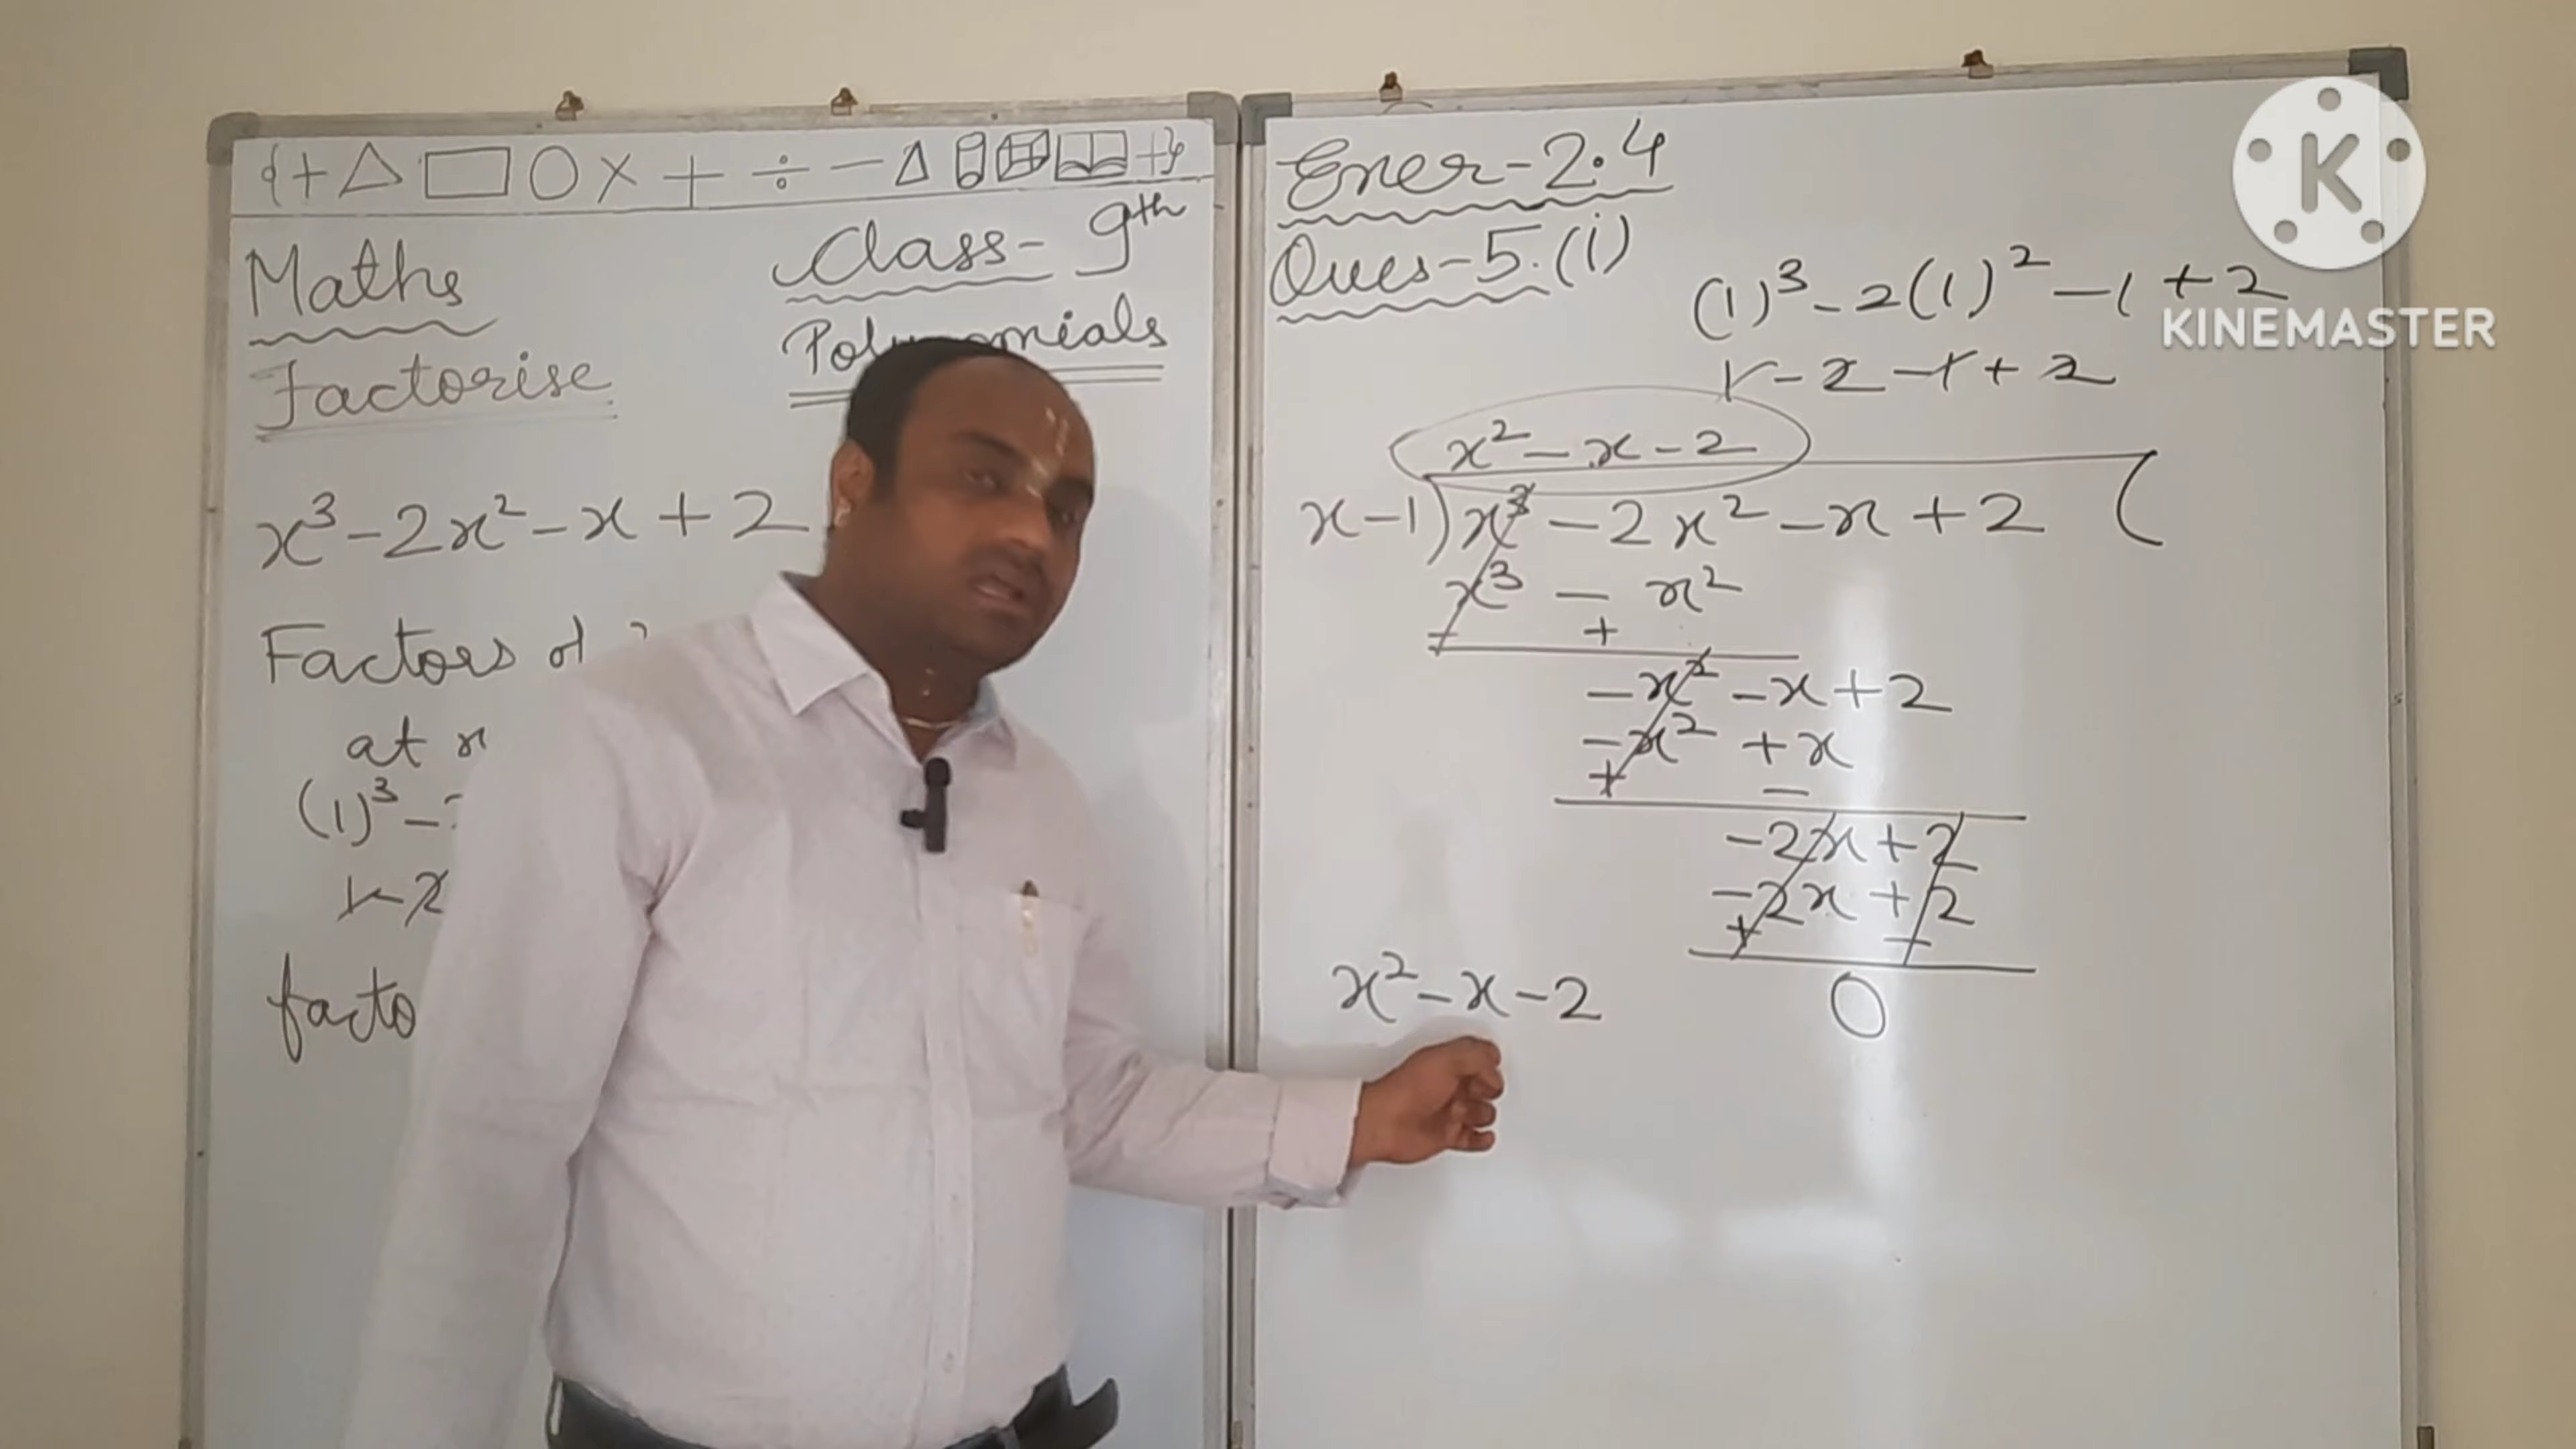 {+ △ ▭ ○ × + ÷ − △ +}
Maths
Class- 9th
Polynomials
Factorise
x³-2x²-x+2
Factors of
at x
(1)³-
1-2
facto
Exer-2.4
Ques-5.(i)
(1)³-2(1)²-1+2
1-2-1+2
x²-x-2
x-1)x³-2x²-x+2(
x³-x²
- +
-x²-x+2
-x²+x
+ -
-2x+2
-2x+2
+ -
0
x²-x-2
K
KINEMASTER